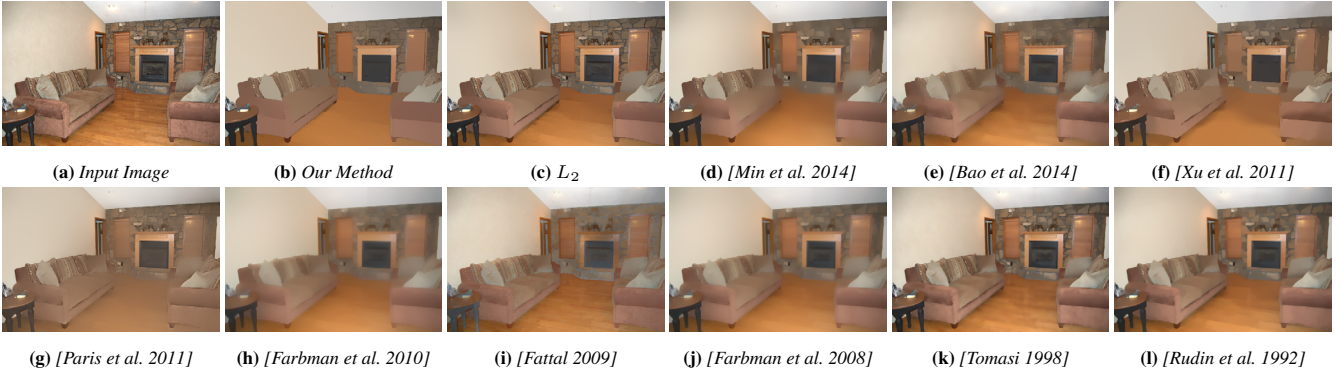 (a) Input Image
(b) Our Method
(c) L₂
(d) [Min et al. 2014]
(e) [Bao et al. 2014]
(f) [Xu et al. 2011]
(g) [Paris et al. 2011]
(h) [Farbman et al. 2010]
(i) [Fattal 2009]
(j) [Farbman et al. 2008]
(k) [Tomasi 1998]
(l) [Rudin et al. 1992]